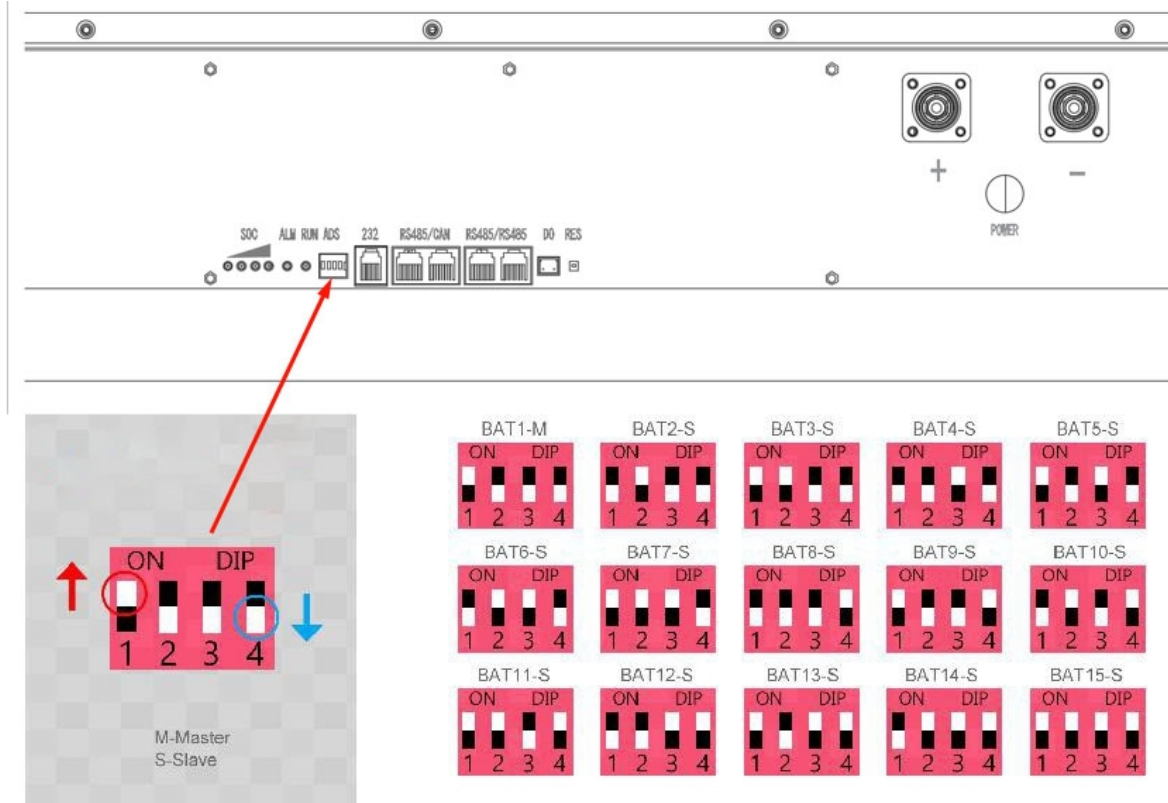 + -
POWER
SOC ALM RUN ADS 232 RS485/CAN RS485/RS485 DO RES
BAT1-M BAT2-S BAT3-S BAT4-S BAT5-S
ON DIP ON DIP ON DIP ON DIP ON DIP
1 2 3 4 1 2 3 4 1 2 3 4 1 2 3 4 1 2 3 4
BAT6-S BAT7-S BAT8-S BAT9-S BAT10-S
ON DIP ON DIP ON DIP ON DIP ON DIP
1 2 3 4 1 2 3 4 1 2 3 4 1 2 3 4 1 2 3 4
BAT11-S BAT12-S BAT13-S BAT14-S BAT15-S
ON DIP ON DIP ON DIP ON DIP ON DIP
1 2 3 4 1 2 3 4 1 2 3 4 1 2 3 4 1 2 3 4
ON DIP
1 2 3 4
M-Master
S-Slave